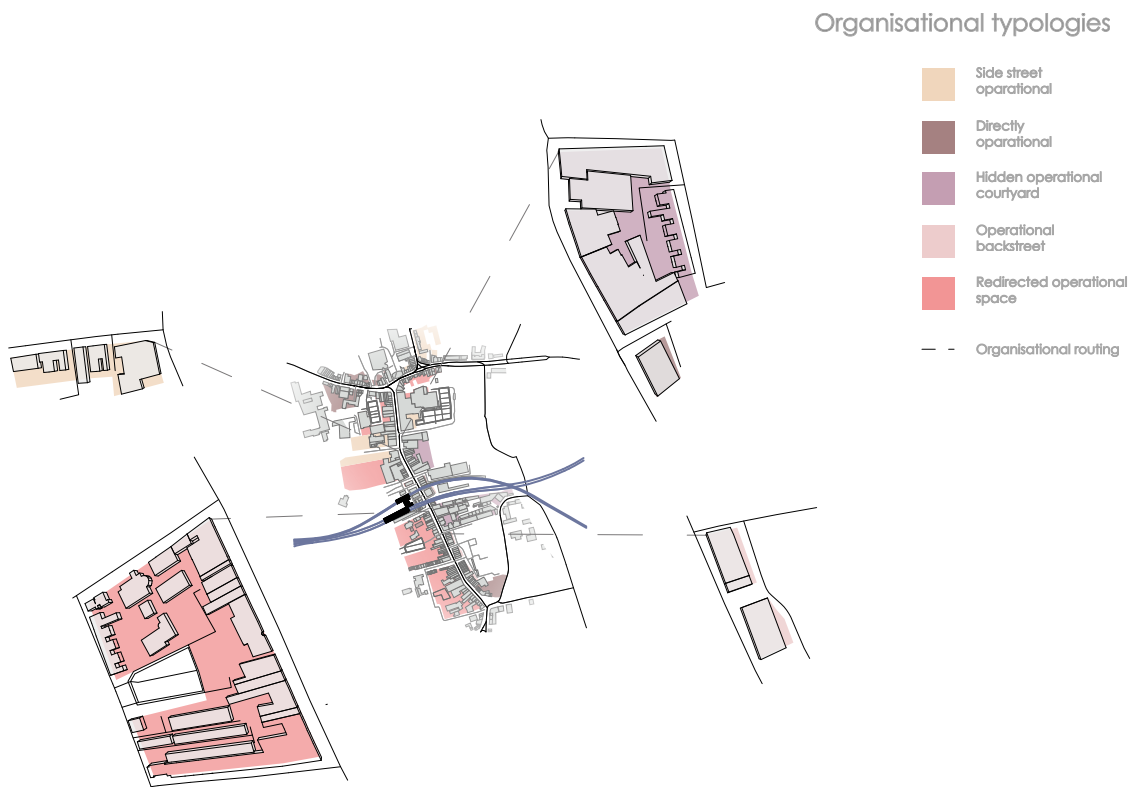 Organisational typologies
Side street
oparational
Directly
oparational
Hidden operational
courtyard
Operational
backstreet
Redirected operational
space
Organisational routing